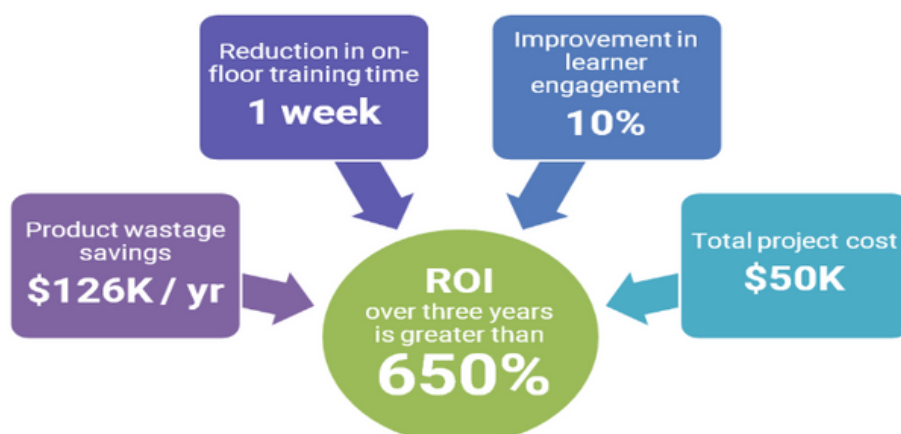 Reduction in on-
floor training time
1 week
Improvement in
learner
engagement
10%
Product wastage
savings
$126K / yr
Total project cost
$50K
ROI
over three years
is greater than
650%